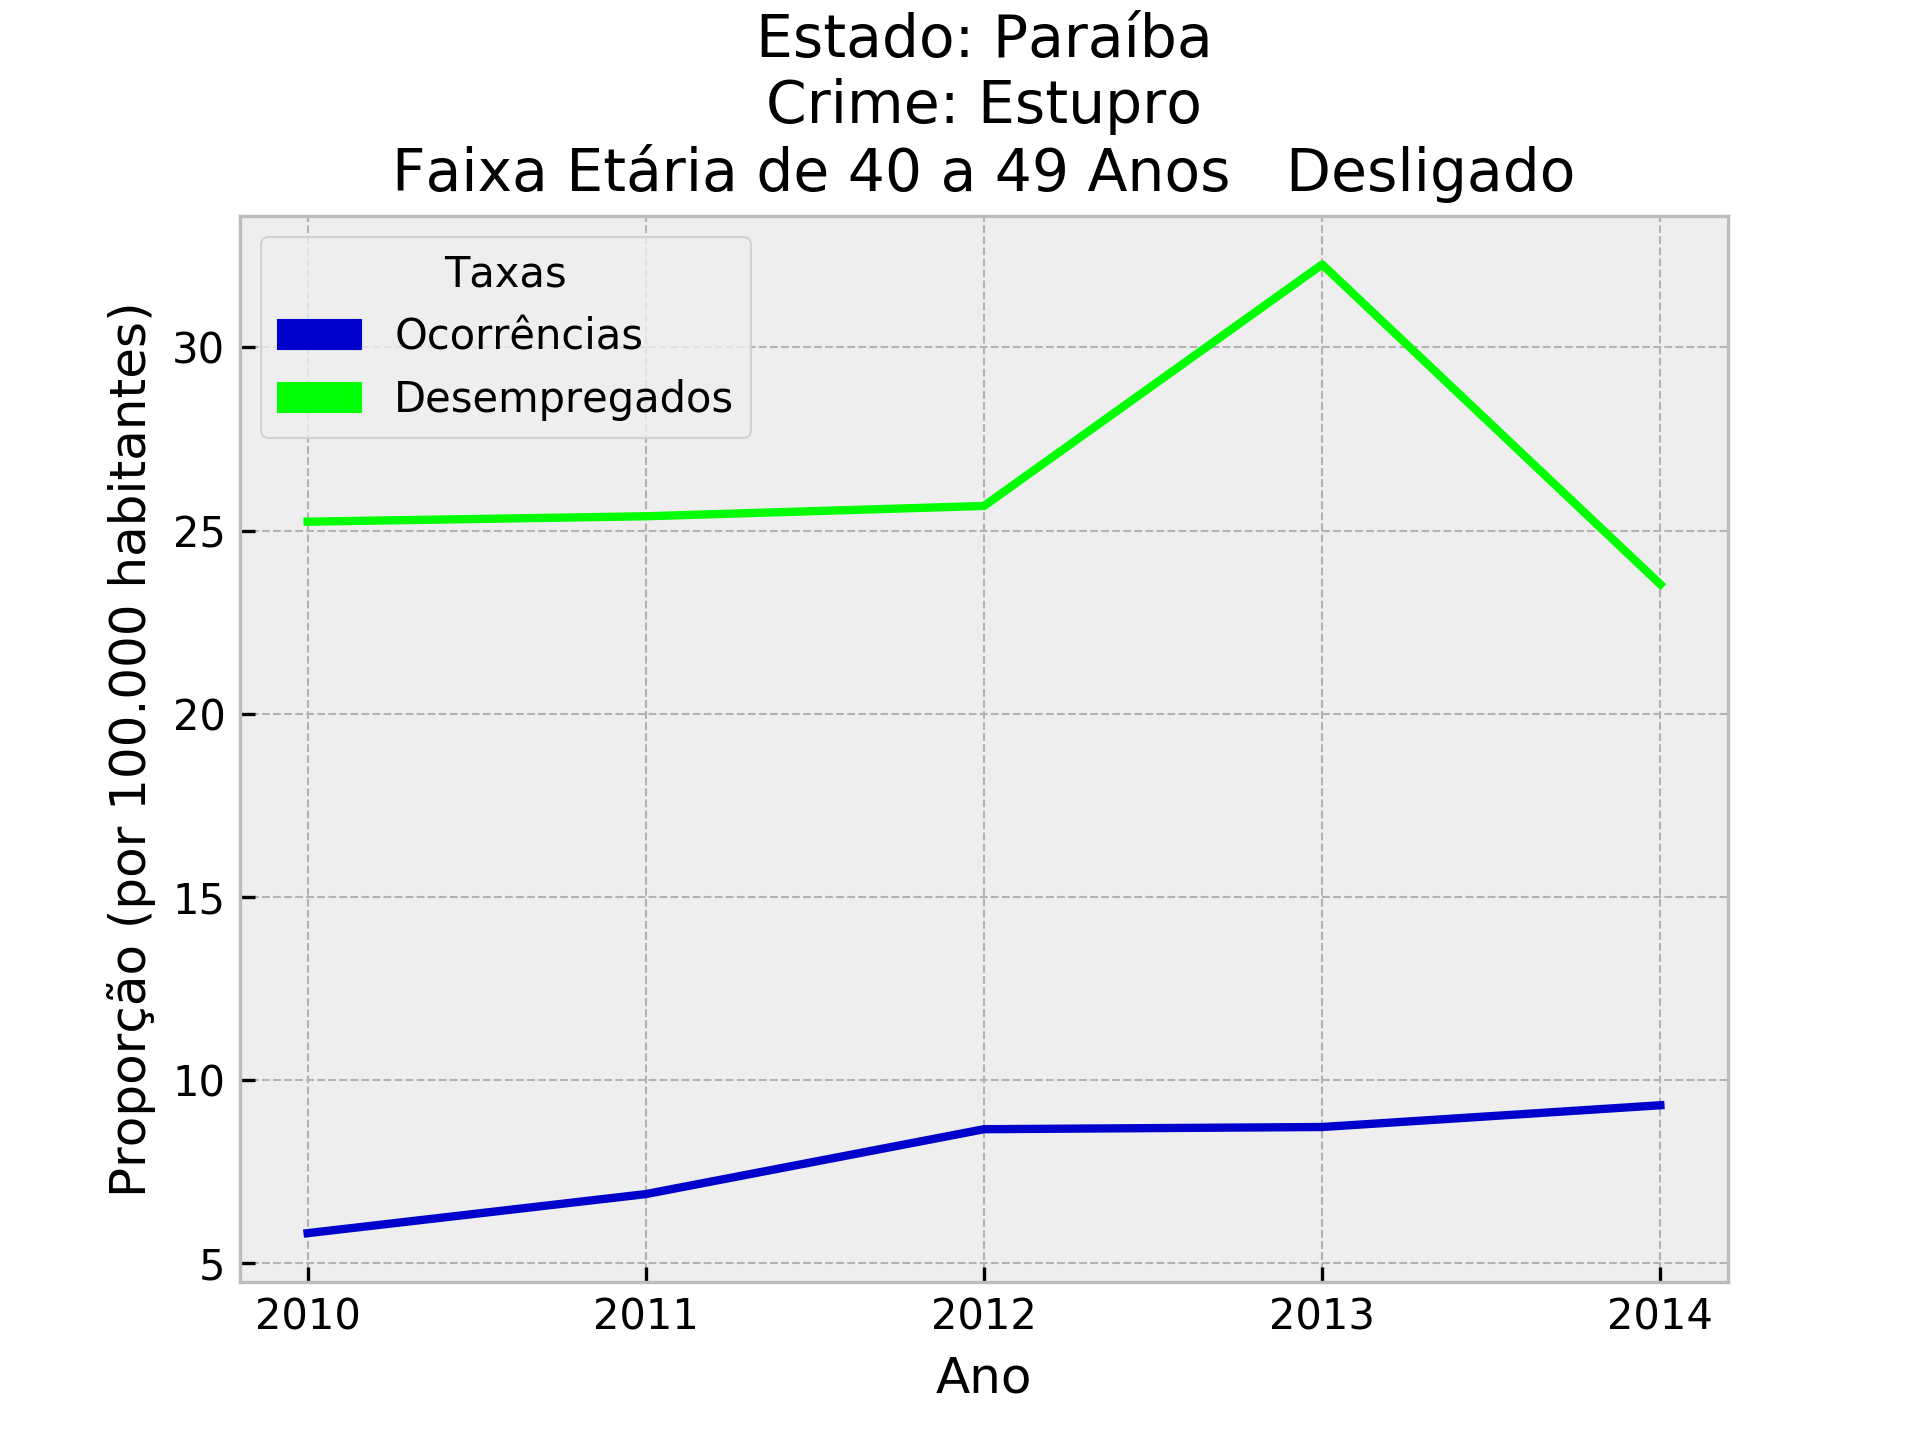 Estado: Paraíba
Crime: Estupro
Faixa Etária de 40 a 49 Anos   Desligado
Taxas
Ocorrências
Desempregados
Proporção (por 100.000 habitantes)
30
25
20
15
10
5
2010 2011 2012 2013 2014
Ano